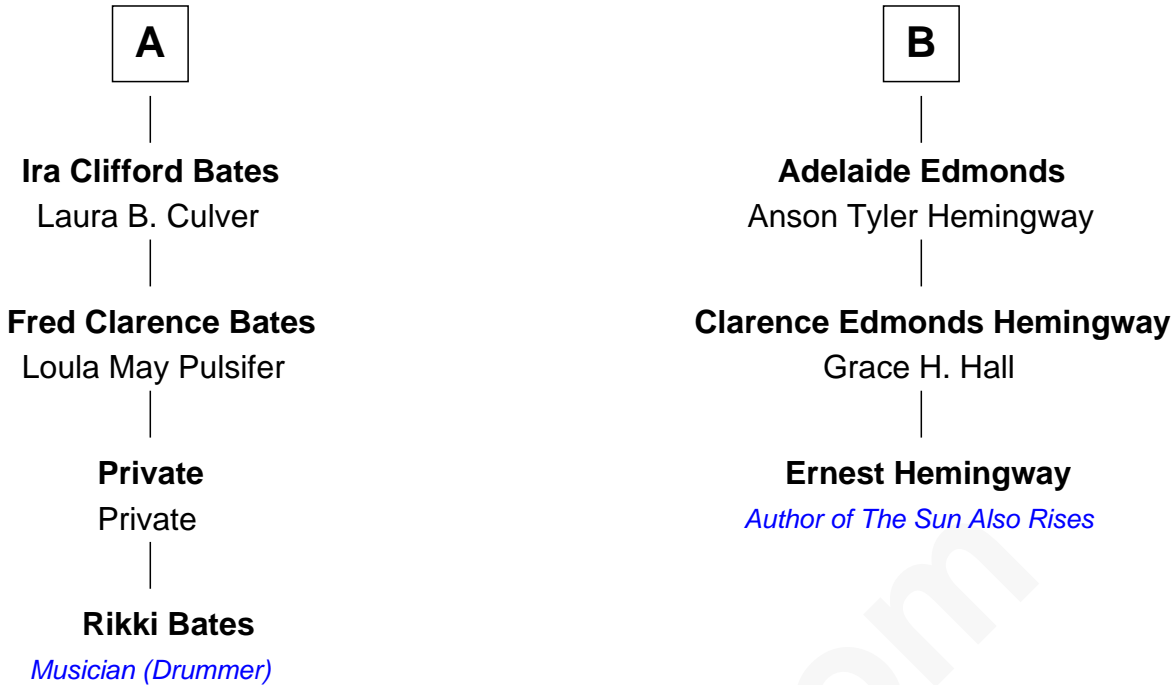 A
Ira Clifford Bates
Laura B. Culver
Fred Clarence Bates
Loula May Pulsifer
Private
Private
Rikki Bates
Musician (Drummer)
B
Adelaide Edmonds
Anson Tyler Hemingway
Clarence Edmonds Hemingway
Grace H. Hall
Ernest Hemingway
Author of The Sun Also Rises